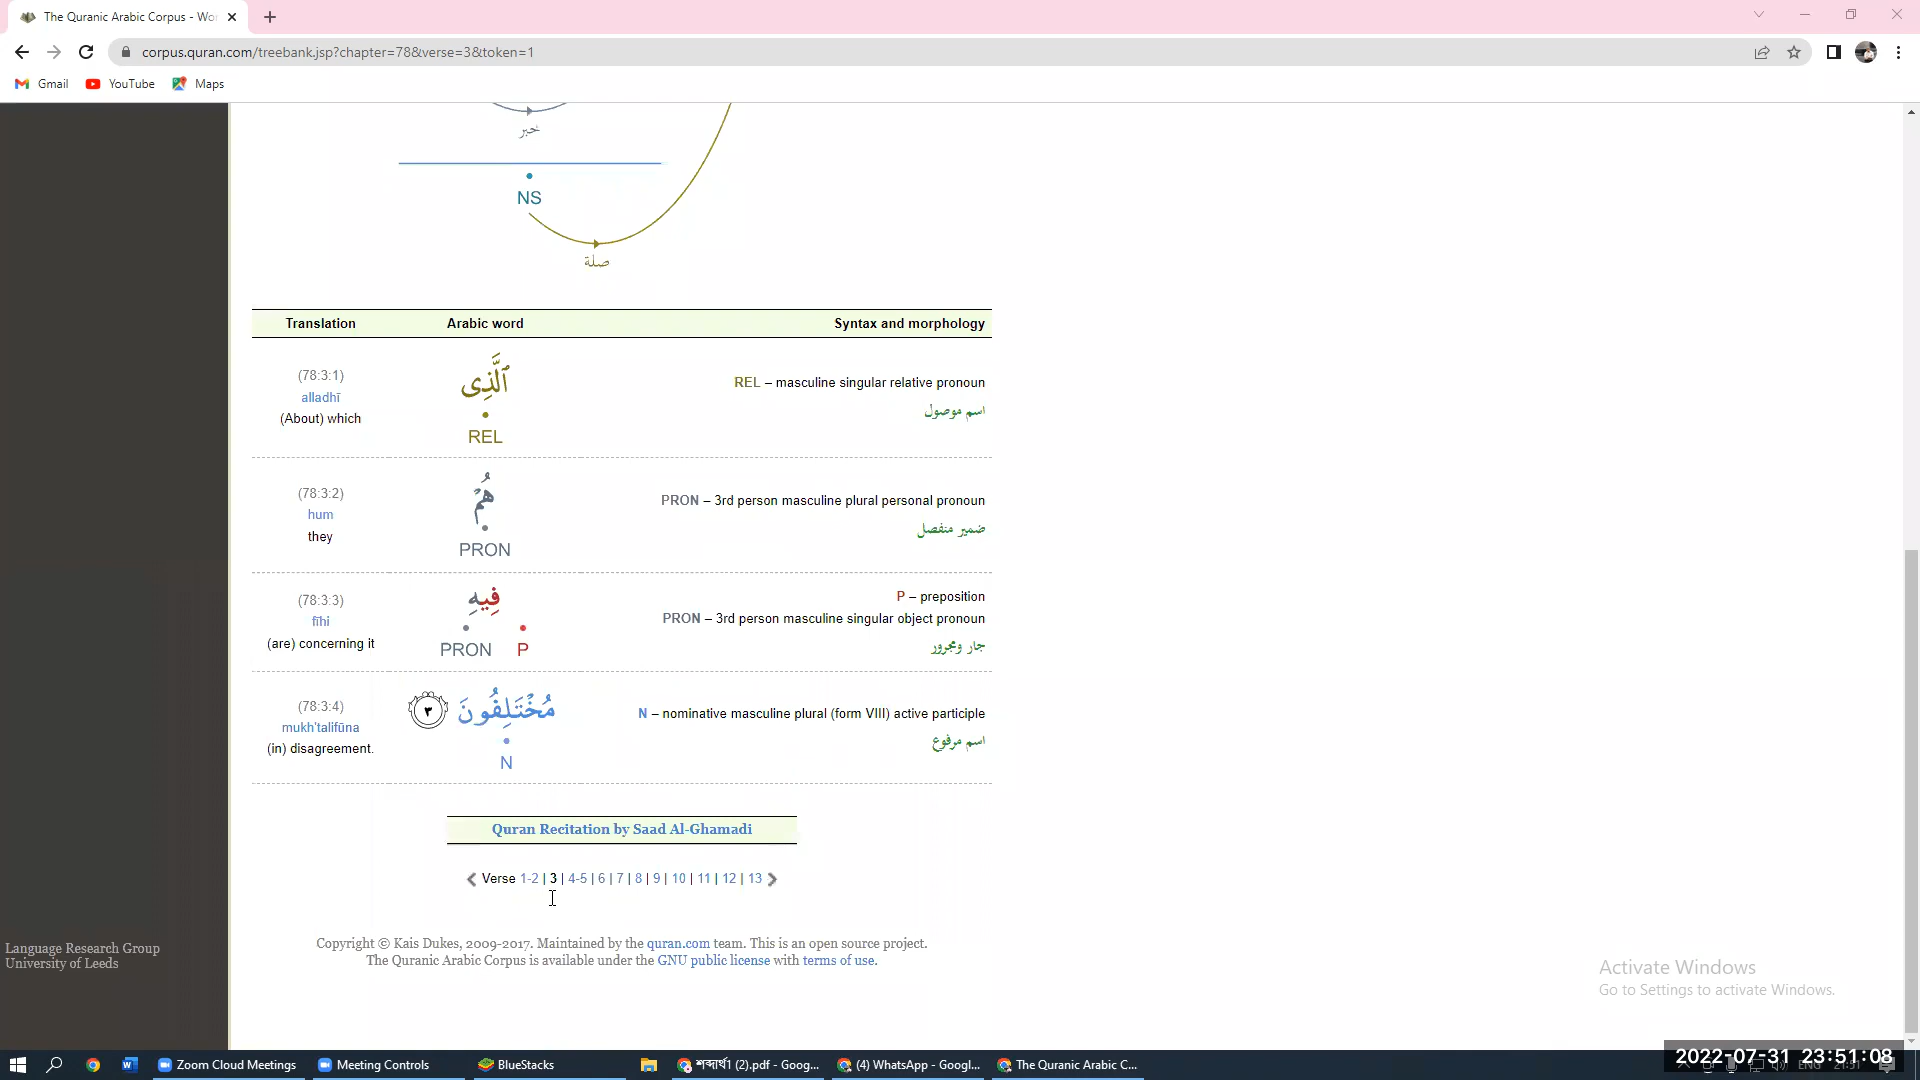 The Quranic Arabic Corpus - Wor
corpus.quran.com/treebank.jsp?chapter=78&verse=3&token=1
Gmail YouTube Maps
خبر
NS
صلة
Translation Arabic word Syntax and morphology
(78:3:1)
alladhī
(About) which
ٱلَّذِى
REL
REL – masculine singular relative pronoun
اسم موصول
(78:3:2)
hum
they
هُمْ
PRON
PRON – 3rd person masculine plural personal pronoun
ضمير منفصل
(78:3:3)
fīhi
(are) concerning it
فِيهِ
PRON P
P – preposition
PRON – 3rd person masculine singular object pronoun
جار ومجرور
(78:3:4)
mukh'talifūna
(in) disagreement.
مُخْتَلِفُونَ ٣
N
N – nominative masculine plural (form VIII) active participle
اسم مرفوع
Quran Recitation by Saad Al-Ghamadi
Verse 1-2 | 3 | 4-5 | 6 | 7 | 8 | 9 | 10 | 11 | 12 | 13
Copyright © Kais Dukes, 2009-2017. Maintained by the quran.com team. This is an open source project.
The Quranic Arabic Corpus is available under the GNU public license with terms of use.
Language Research Group
University of Leeds
Activate Windows
Go to Settings to activate Windows.
Zoom Cloud Meetings Meeting Controls BlueStacks শব্দার্থ1 (2).pdf - Goog... (4) WhatsApp - Googl... The Quranic Arabic C...
2022-07-31 23:51:08